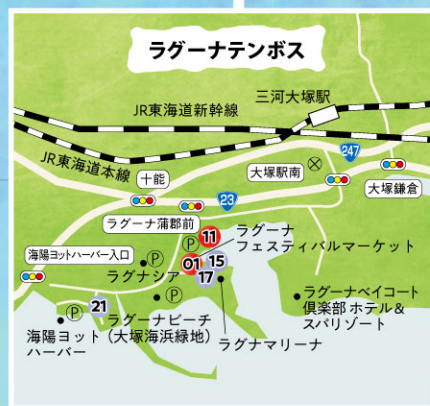 ラグーナテンボス
三河大塚駅
JR東海道新幹線
JR東海道本線
247
十能
大塚駅南
大塚鎌倉
23
ラグーナ蒲郡前
P
11
ラグーナ
フェスティバルマーケット
海陽ヨットハーバー入口
P
01
15
ラグナシア
17
P
ラグーナベイコート
倶楽部 ホテル&
スパリゾート
P
21
ラグーナビーチ
(大塚海浜緑地)
ラグナマリーナ
海陽ヨット
ハーバー